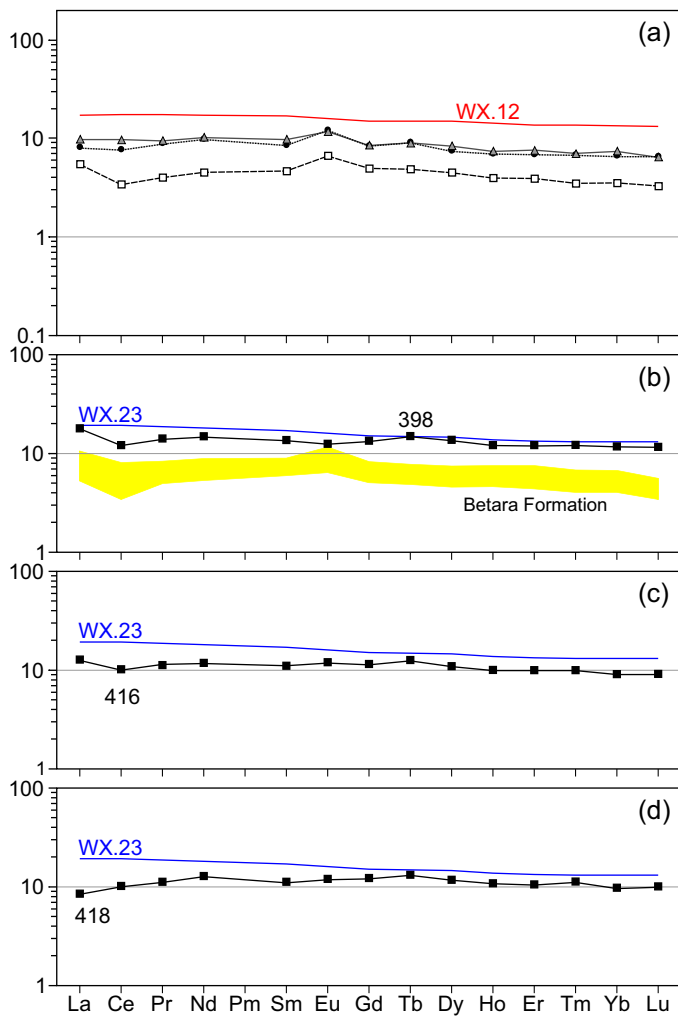 100
(a)
WX.12
10
1
0.1
100
(b)
WX.23
398
10
Betara Formation
1
100
(c)
WX.23
10
416
1
100
(d)
WX.23
10
418
1
La Ce Pr Nd Pm Sm Eu Gd Tb Dy Ho Er Tm Yb Lu